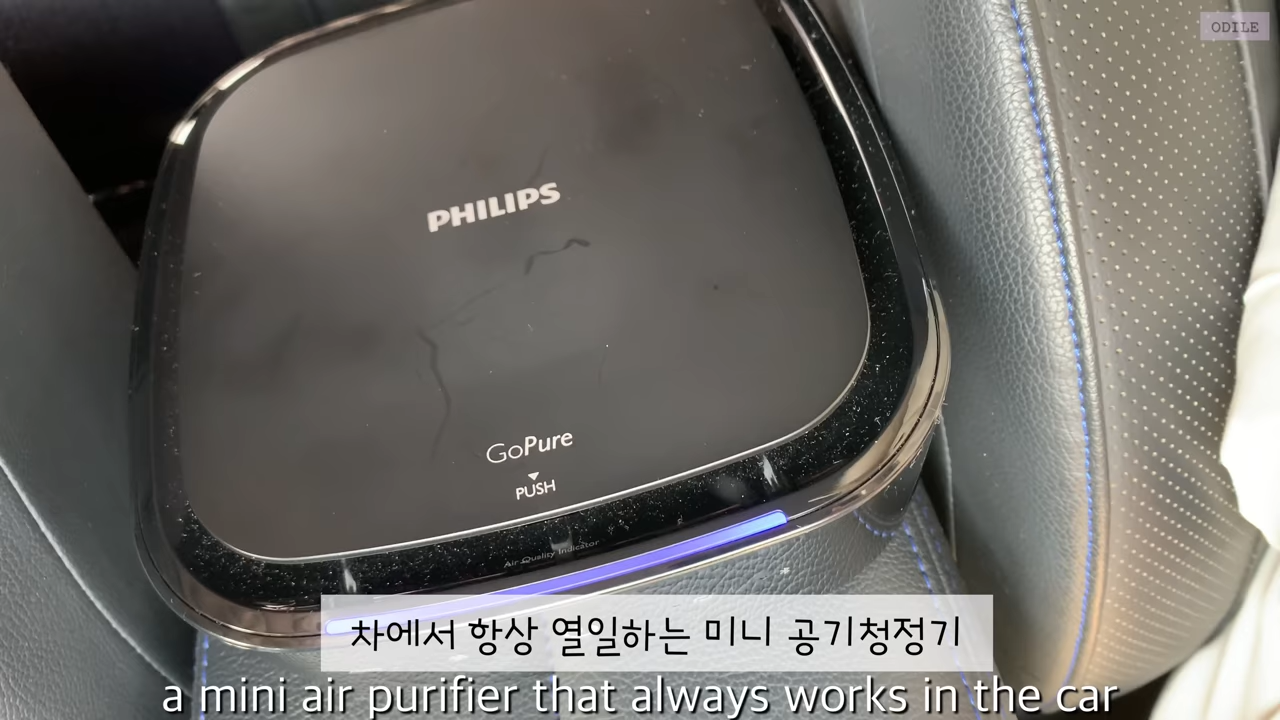 ODILE
PHILIPS
GoPure
PUSH
Air Quality Indicator
차에서 항상 열일하는 미니 공기청정기
a mini air purifier that always works in the car